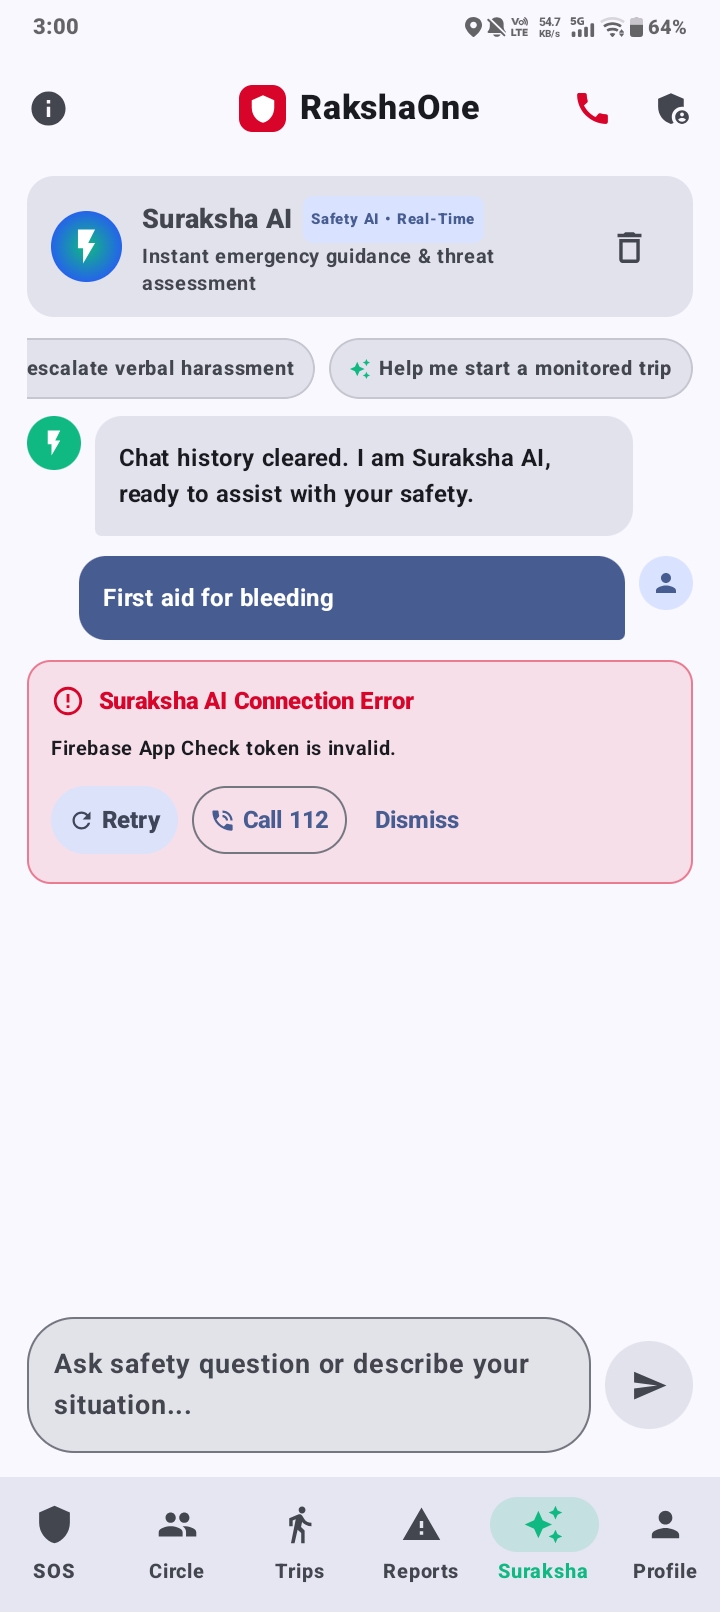 3:00
Vo)) LTE 54.7 KB/s 5G 64%
RakshaOne
Suraksha AI Safety AI • Real-Time
Instant emergency guidance & threat
assessment
escalate verbal harassment Help me start a monitored trip
Chat history cleared. I am Suraksha AI,
ready to assist with your safety.
First aid for bleeding
Suraksha AI Connection Error
Firebase App Check token is invalid.
Retry Call 112 Dismiss
Ask safety question or describe your
situation...
SOS Circle Trips Reports Suraksha Profile